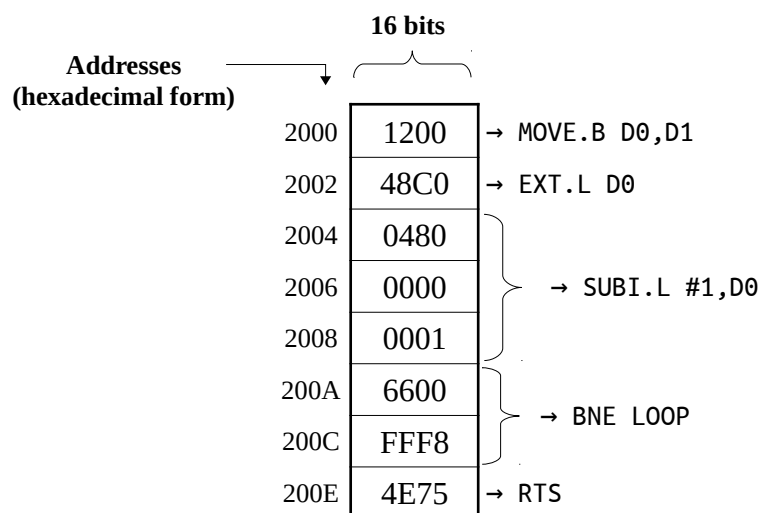 16 bits
Addresses
(hexadecimal form)
2000 1200 → MOVE.B D0,D1
2002 48C0 → EXT.L D0
2004 0480
2006 0000 → SUBI.L #1,D0
2008 0001
200A 6600
→ BNE LOOP
200C FFF8
200E 4E75 → RTS